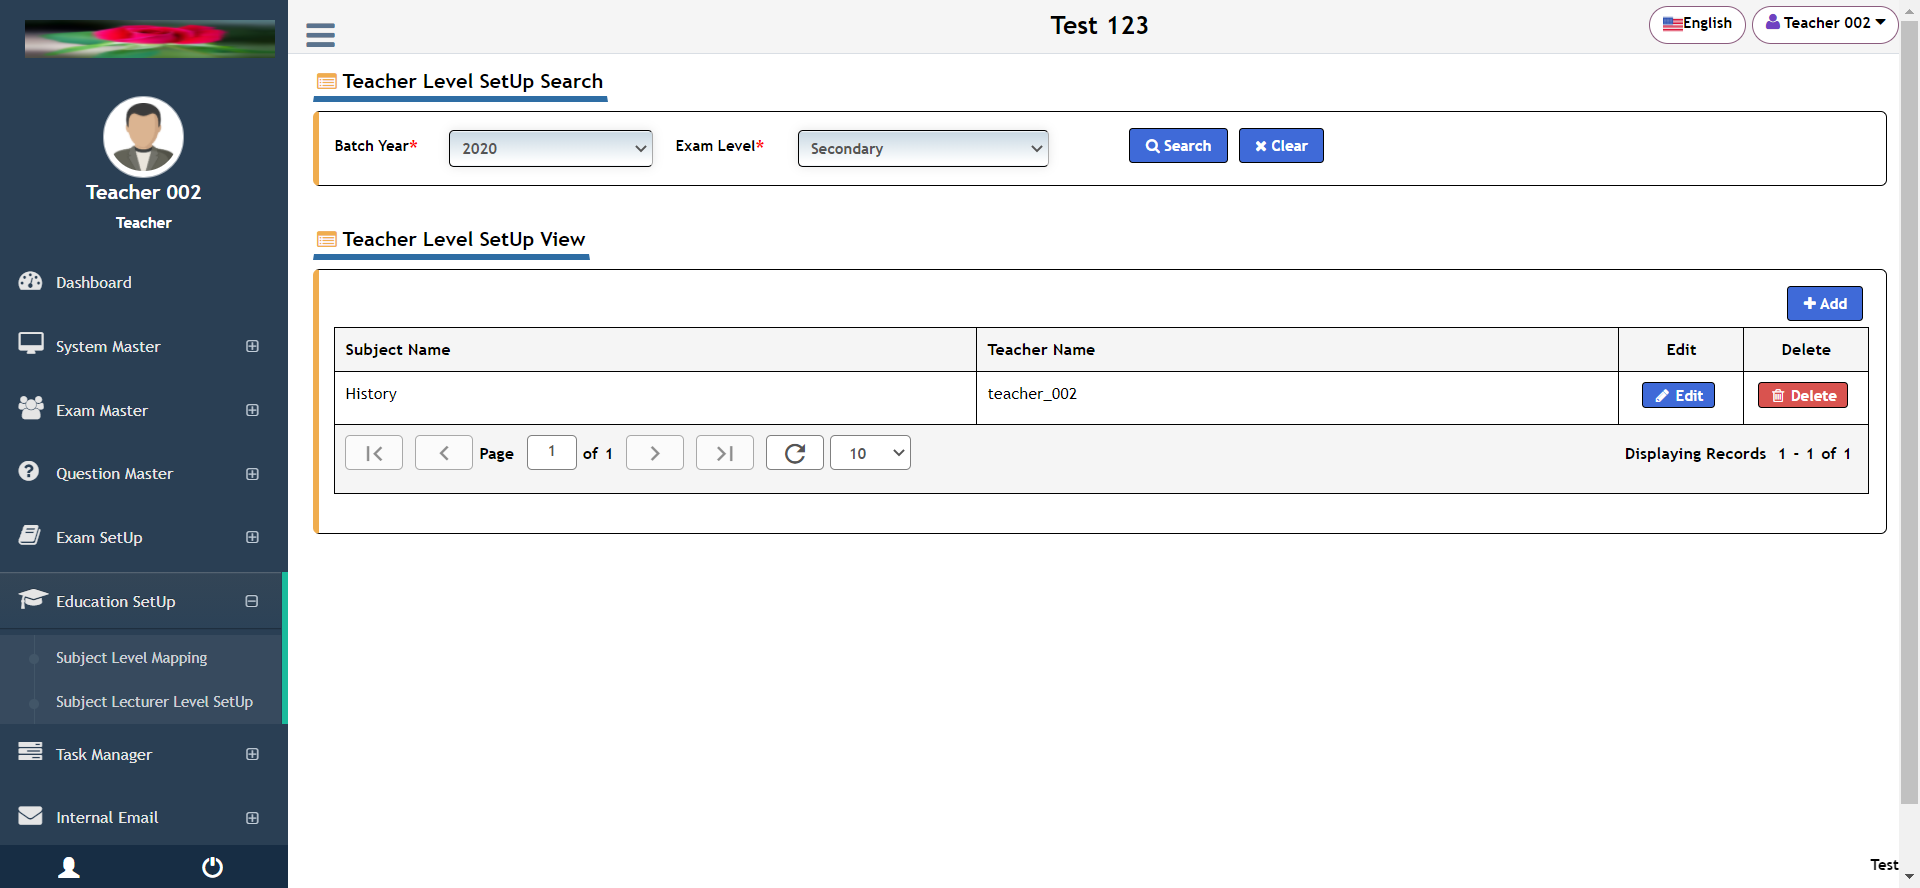 Test 123
English
Teacher 002
Teacher 002
Teacher
Dashboard
System Master
Exam Master
Question Master
Exam SetUp
Education SetUp
Subject Level Mapping
Subject Lecturer Level SetUp
Task Manager
Internal Email
Teacher Level SetUp Search
Batch Year* 2020 Exam Level* Secondary Search Clear
Teacher Level SetUp View
Add
Subject Name Teacher Name Edit Delete
History teacher_002 Edit Delete
Page 1 of 1 10 Displaying Records 1 - 1 of 1
Test